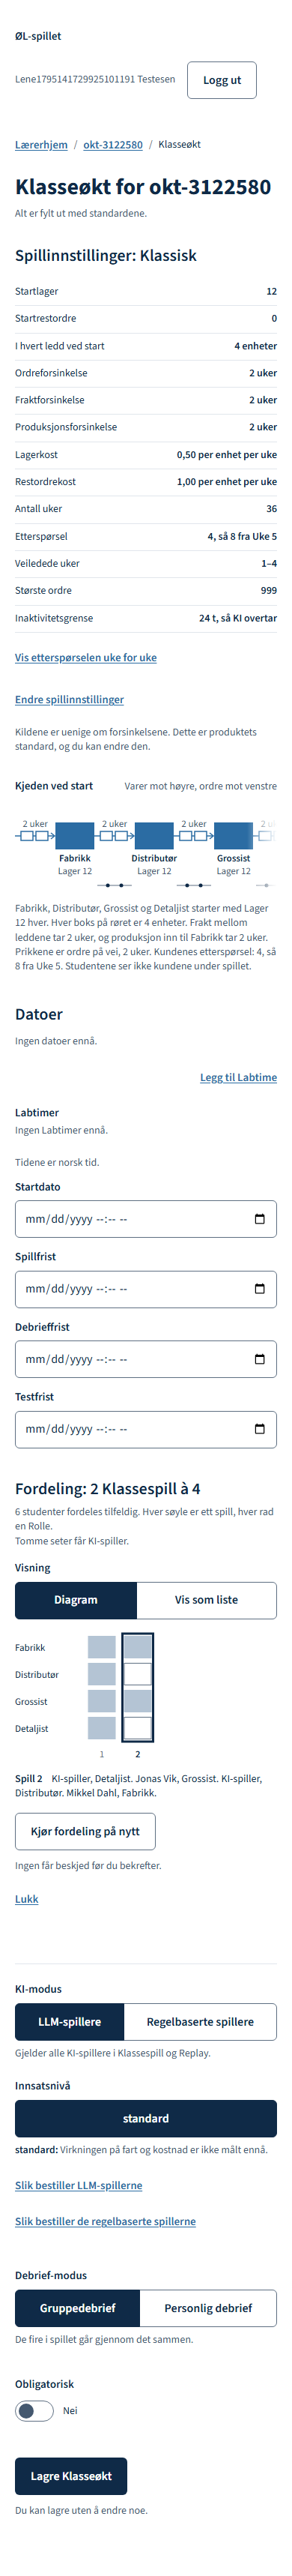 ØL-spillet
Lene1795141729925101191 Testesen
Logg ut
Lærerhjem / okt-3122580 / Klasseøkt
Klasseøkt for okt-3122580
Alt er fylt ut med standardene.
Spillinnstillinger: Klassisk
Startlager 12
Startrestordre 0
I hvert ledd ved start 4 enheter
Ordreforsinkelse 2 uker
Fraktforsinkelse 2 uker
Produksjonsforsinkelse 2 uker
Lagerkost 0,50 per enhet per uke
Restordrekost 1,00 per enhet per uke
Antall uker 36
Etterspørsel 4, så 8 fra Uke 5
Veiledede uker 1–4
Største ordre 999
Inaktivitetsgrense 24 t, så KI overtar
Vis etterspørselen uke for uke
Endre spillinnstillinger
Kildene er uenige om forsinkelsene. Dette er produktets
standard, og du kan endre den.
Kjeden ved start Varer mot høyre, ordre mot venstre
2 uker 2 uker 2 uker 2 u
Fabrikk Distributør Grossist
Lager 12 Lager 12 Lager 12
Fabrikk, Distributør, Grossist og Detaljist starter med Lager
12 hver. Hver boks på røret er 4 enheter. Frakt mellom
leddene tar 2 uker, og produksjon inn til Fabrikk tar 2 uker.
Prikkene er ordre på vei, 2 uker. Kundenes etterspørsel: 4, så
8 fra Uke 5. Studentene ser ikke kundene under spillet.
Datoer
Ingen datoer ennå.
Legg til Labtime
Labtimer
Ingen Labtimer ennå.
Tidene er norsk tid.
Startdato
mm/dd/yyyy --:-- --
Spillfrist
mm/dd/yyyy --:-- --
Debrieffrist
mm/dd/yyyy --:-- --
Testfrist
mm/dd/yyyy --:-- --
Fordeling: 2 Klassespill à 4
6 studenter fordeles tilfeldig. Hver søyle er ett spill, hver rad
en Rolle.
Tomme seter får KI-spiller.
Visning
Diagram Vis som liste
Fabrikk
Distributør
Grossist
Detaljist
1 2
Spill 2 KI-spiller, Detaljist. Jonas Vik, Grossist. KI-spiller,
Distributør. Mikkel Dahl, Fabrikk.
Kjør fordeling på nytt
Ingen får beskjed før du bekrefter.
Lukk
KI-modus
LLM-spillere Regelbaserte spillere
Gjelder alle KI-spillere i Klassespill og Replay.
Innsatsnivå
standard
standard: Virkningen på fart og kostnad er ikke målt ennå.
Slik bestiller LLM-spillerne
Slik bestiller de regelbaserte spillerne
Debrief-modus
Gruppedebrief Personlig debrief
De fire i spillet går gjennom det sammen.
Obligatorisk
Nei
Lagre Klasseøkt
Du kan lagre uten å endre noe.